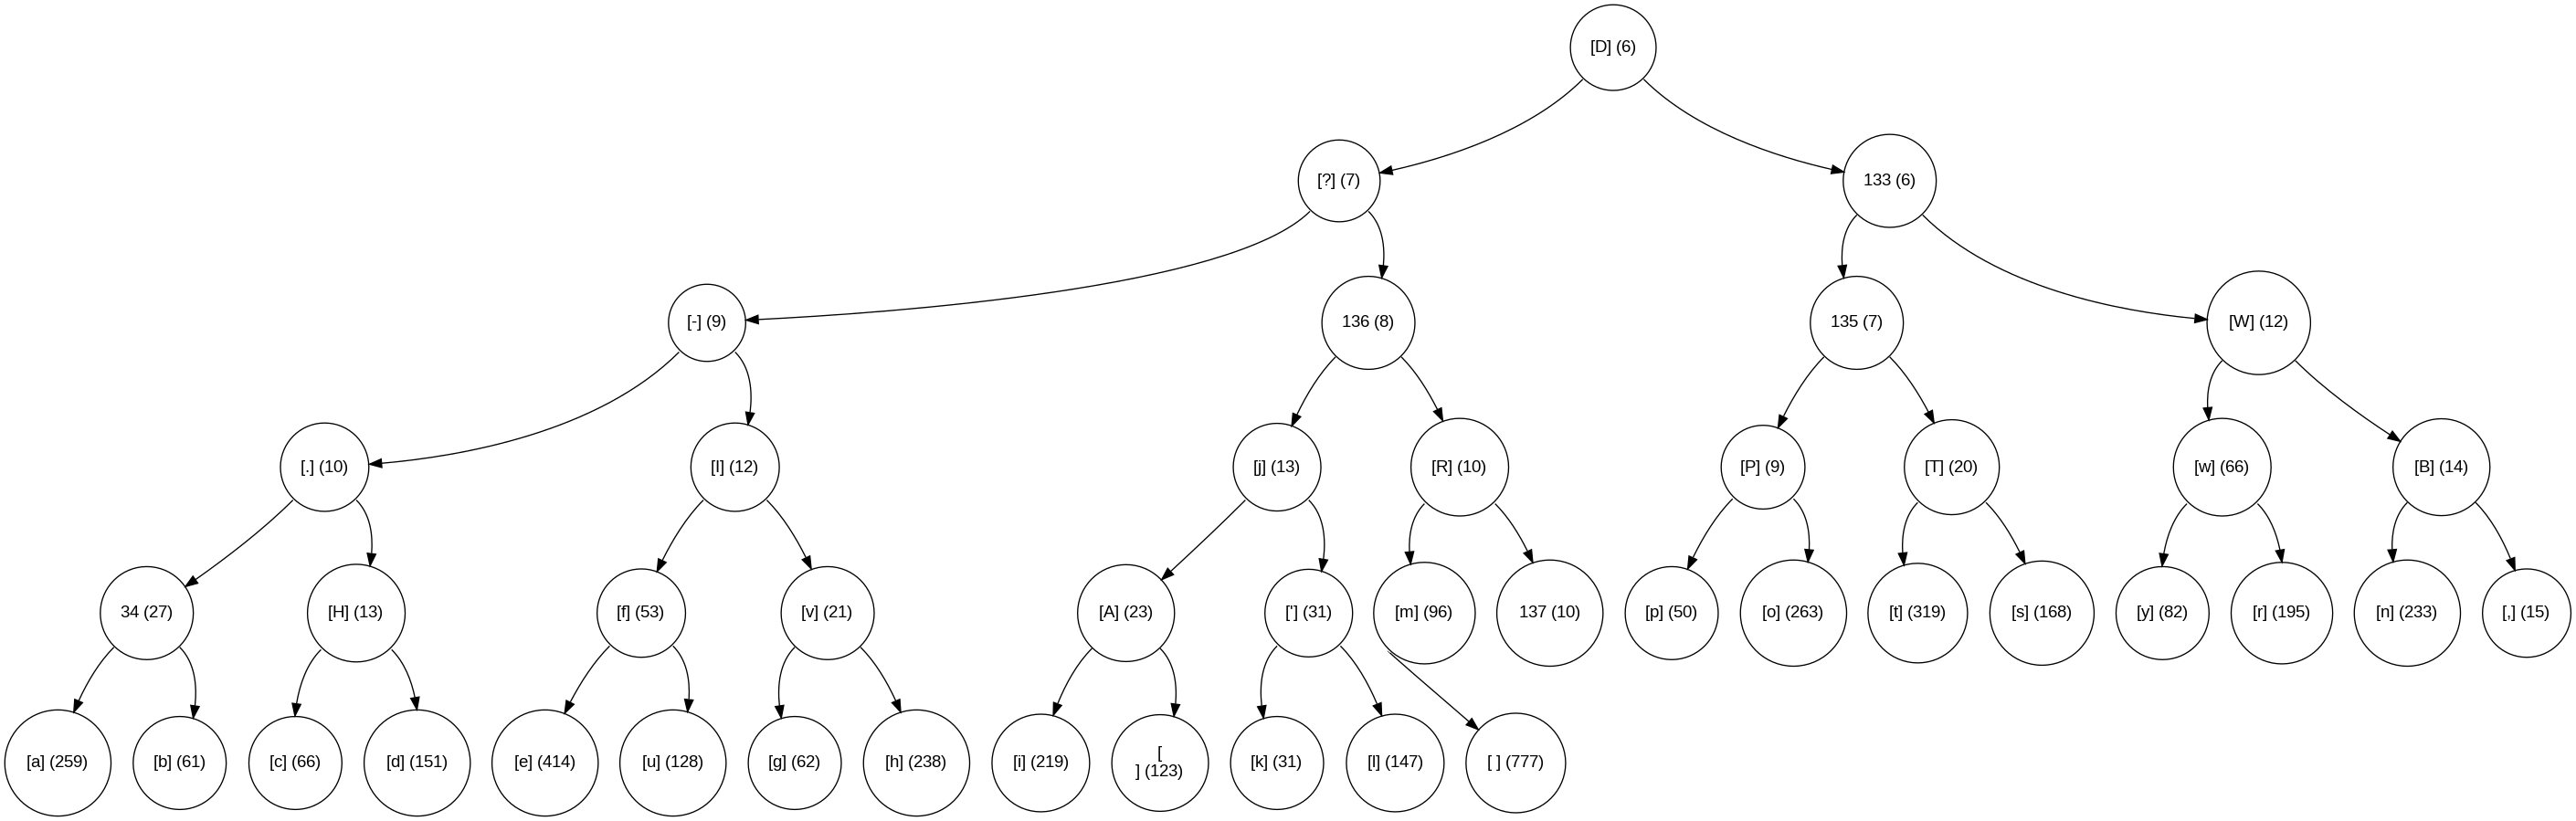 [D] (6)
[?] (7)
133 (6)
[-] (9)
136 (8)
135 (7)
[W] (12)
[.] (10)
[I] (12)
[j] (13)
[R] (10)
[P] (9)
[T] (20)
[w] (66)
[B] (14)
34 (27)
[H] (13)
[f] (53)
[v] (21)
[A] (23)
['] (31)
[m] (96)
137 (10)
[p] (50)
[o] (263)
[t] (319)
[s] (168)
[y] (82)
[r] (195)
[n] (233)
[,] (15)
[a] (259)
[b] (61)
[c] (66)
[d] (151)
[e] (414)
[u] (128)
[g] (62)
[h] (238)
[i] (219)
[
] (123)
[k] (31)
[l] (147)
[ ] (777)